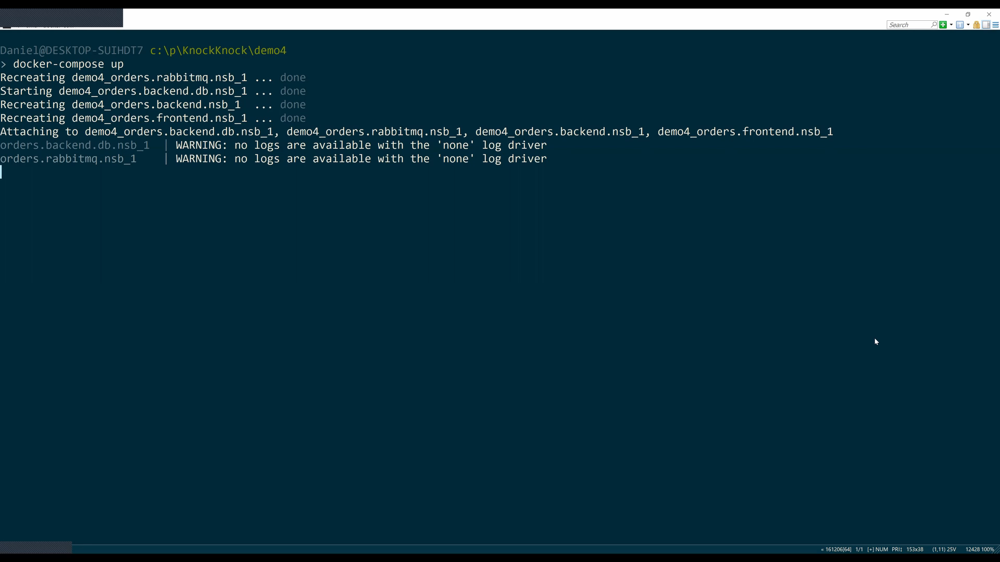 Search
Daniel@DESKTOP-SUIHDT7 c:\p\KnockKnock\demo4
> docker-compose up
Recreating demo4_orders.rabbitmq.nsb_1 ... done
Starting demo4_orders.backend.db.nsb_1 ... done
Recreating demo4_orders.backend.nsb_1  ... done
Recreating demo4_orders.frontend.nsb_1 ... done
Attaching to demo4_orders.backend.db.nsb_1, demo4_orders.rabbitmq.nsb_1, demo4_orders.backend.nsb_1, demo4_orders.frontend.nsb_1
orders.backend.db.nsb_1  | WARNING: no logs are available with the 'none' log driver
orders.rabbitmq.nsb_1    | WARNING: no logs are available with the 'none' log driver
« 161206[64] 1/1 [+] NUM PRI↕ 153x38 (1,11) 25V 12428 100%